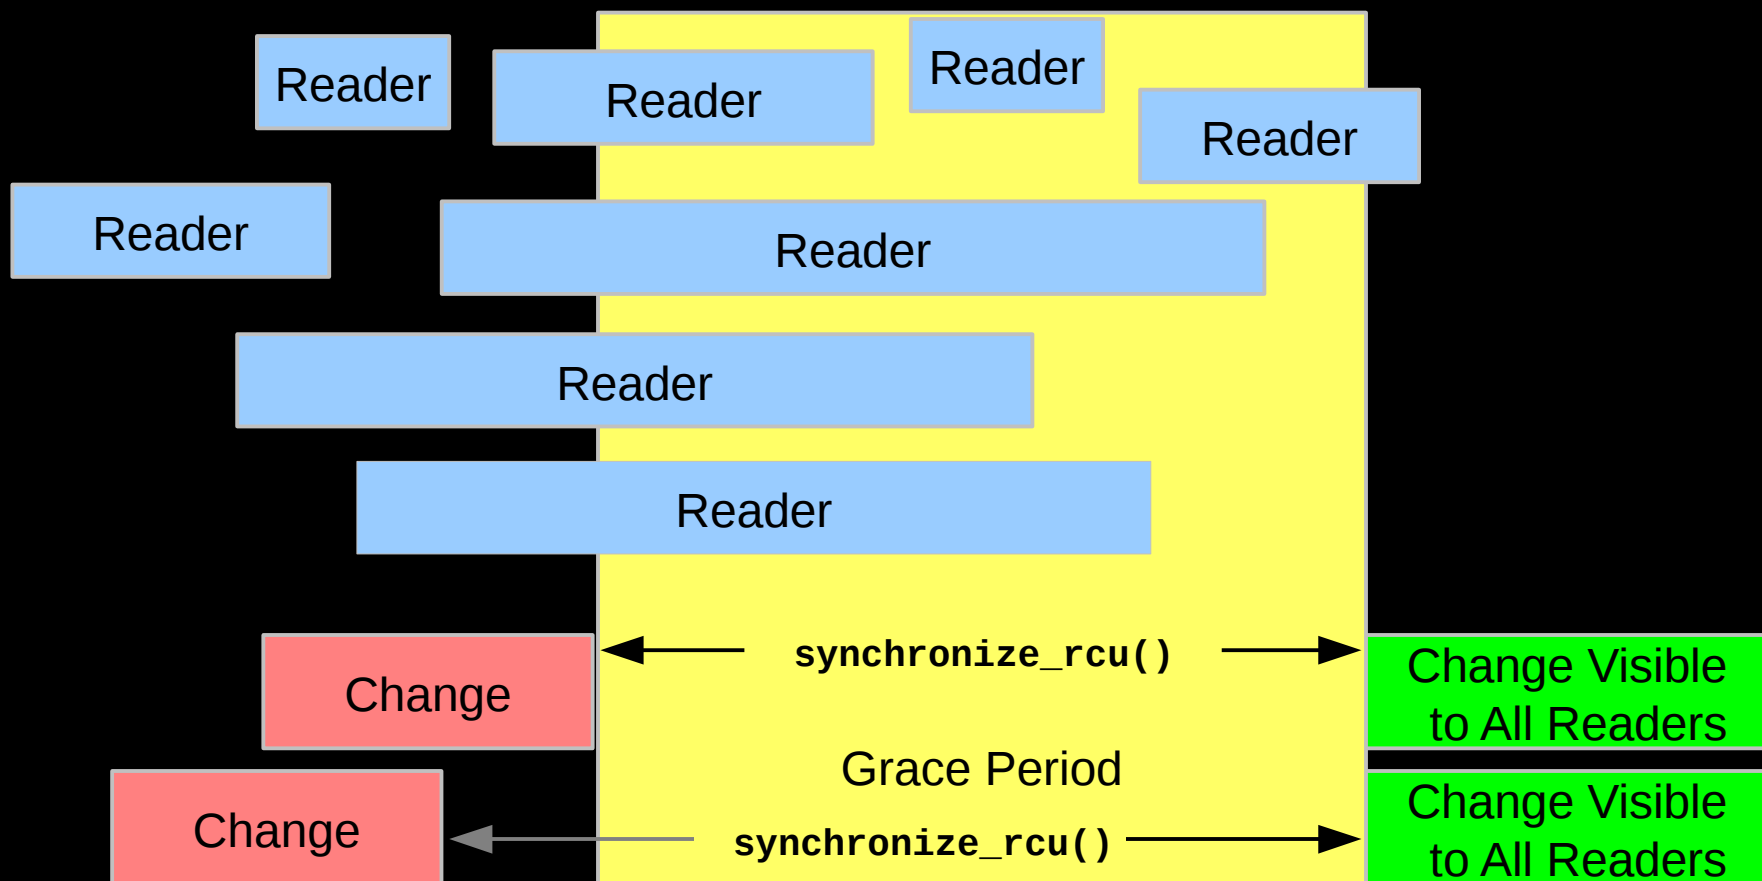 Reader
Reader
Reader
Reader
Reader
Reader
Reader
Reader
synchronize_rcu()
Change
Change Visible
to All Readers
Grace Period
Change
synchronize_rcu()
Change Visible
to All Readers